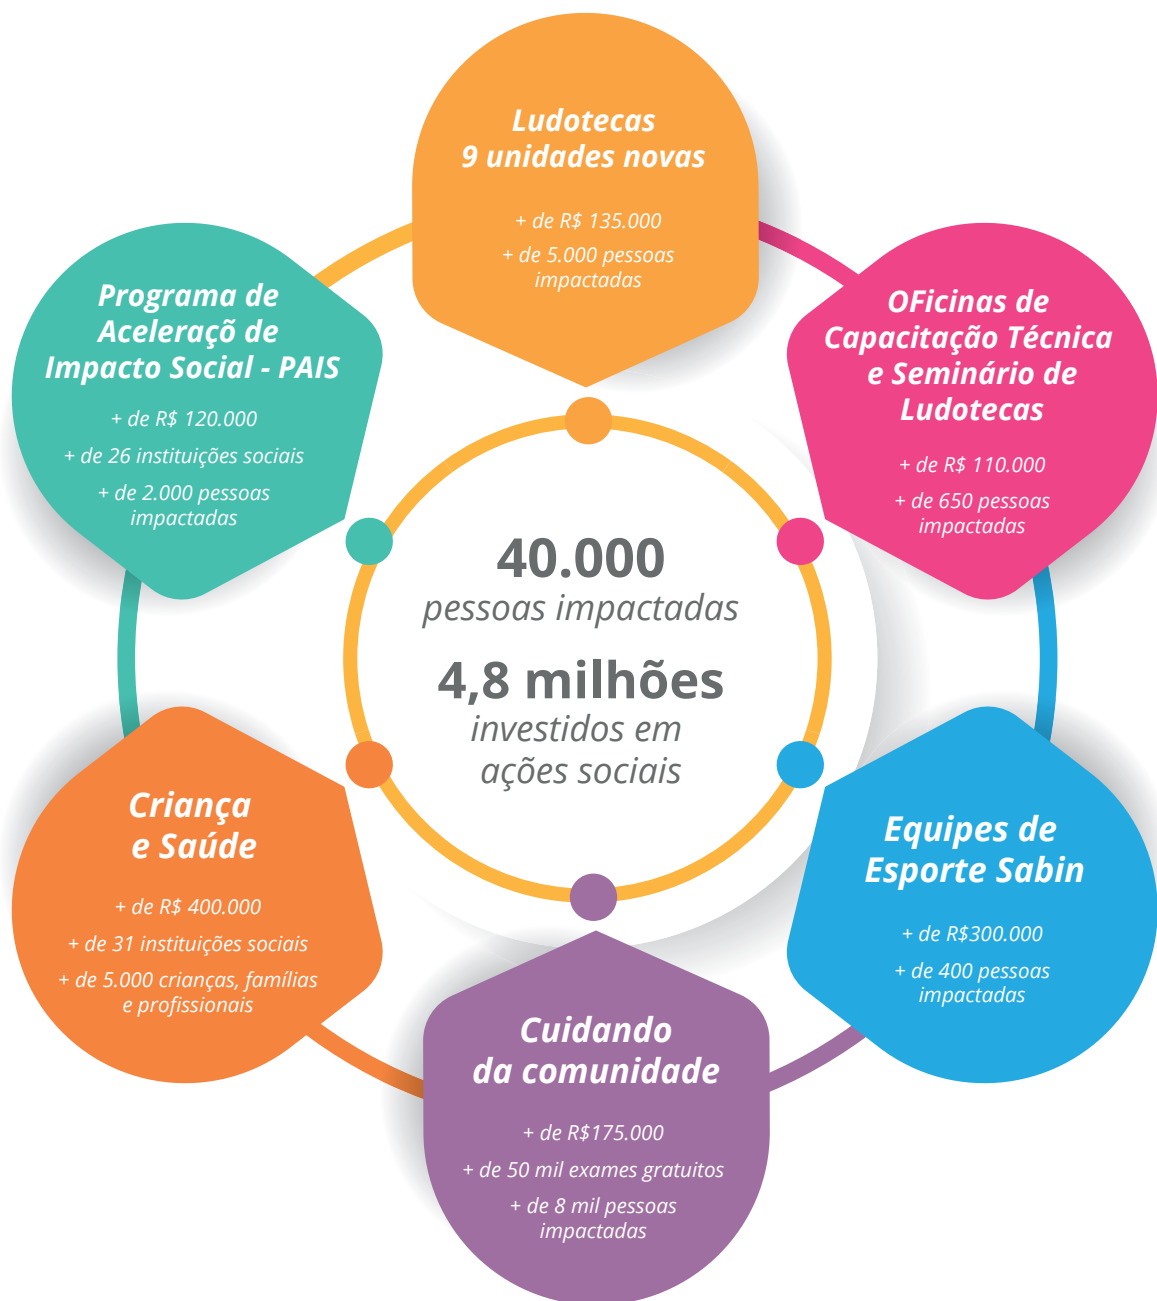 Ludotecas
9 unidades novas
+ de R$ 135.000
+ de 5.000 pessoas
impactadas
OFicinas de
Capacitação Técnica
e Seminário de
Ludotecas
+ de R$ 110.000
+ de 650 pessoas
impactadas
Equipes de
Esporte Sabin
+ de R$300.000
+ de 400 pessoas
impactadas
Cuidando
da comunidade
+ de R$175.000
+ de 50 mil exames gratuitos
+ de 8 mil pessoas
impactadas
Criança
e Saúde
+ de R$ 400.000
+ de 31 instituições sociais
+ de 5.000 crianças, famílias
e profissionais
Programa de
Aceleraçõ de
Impacto Social - PAIS
+ de R$ 120.000
+ de 26 instituições sociais
+ de 2.000 pessoas
impactadas
40.000
pessoas impactadas
4,8 milhões
investidos em
ações sociais